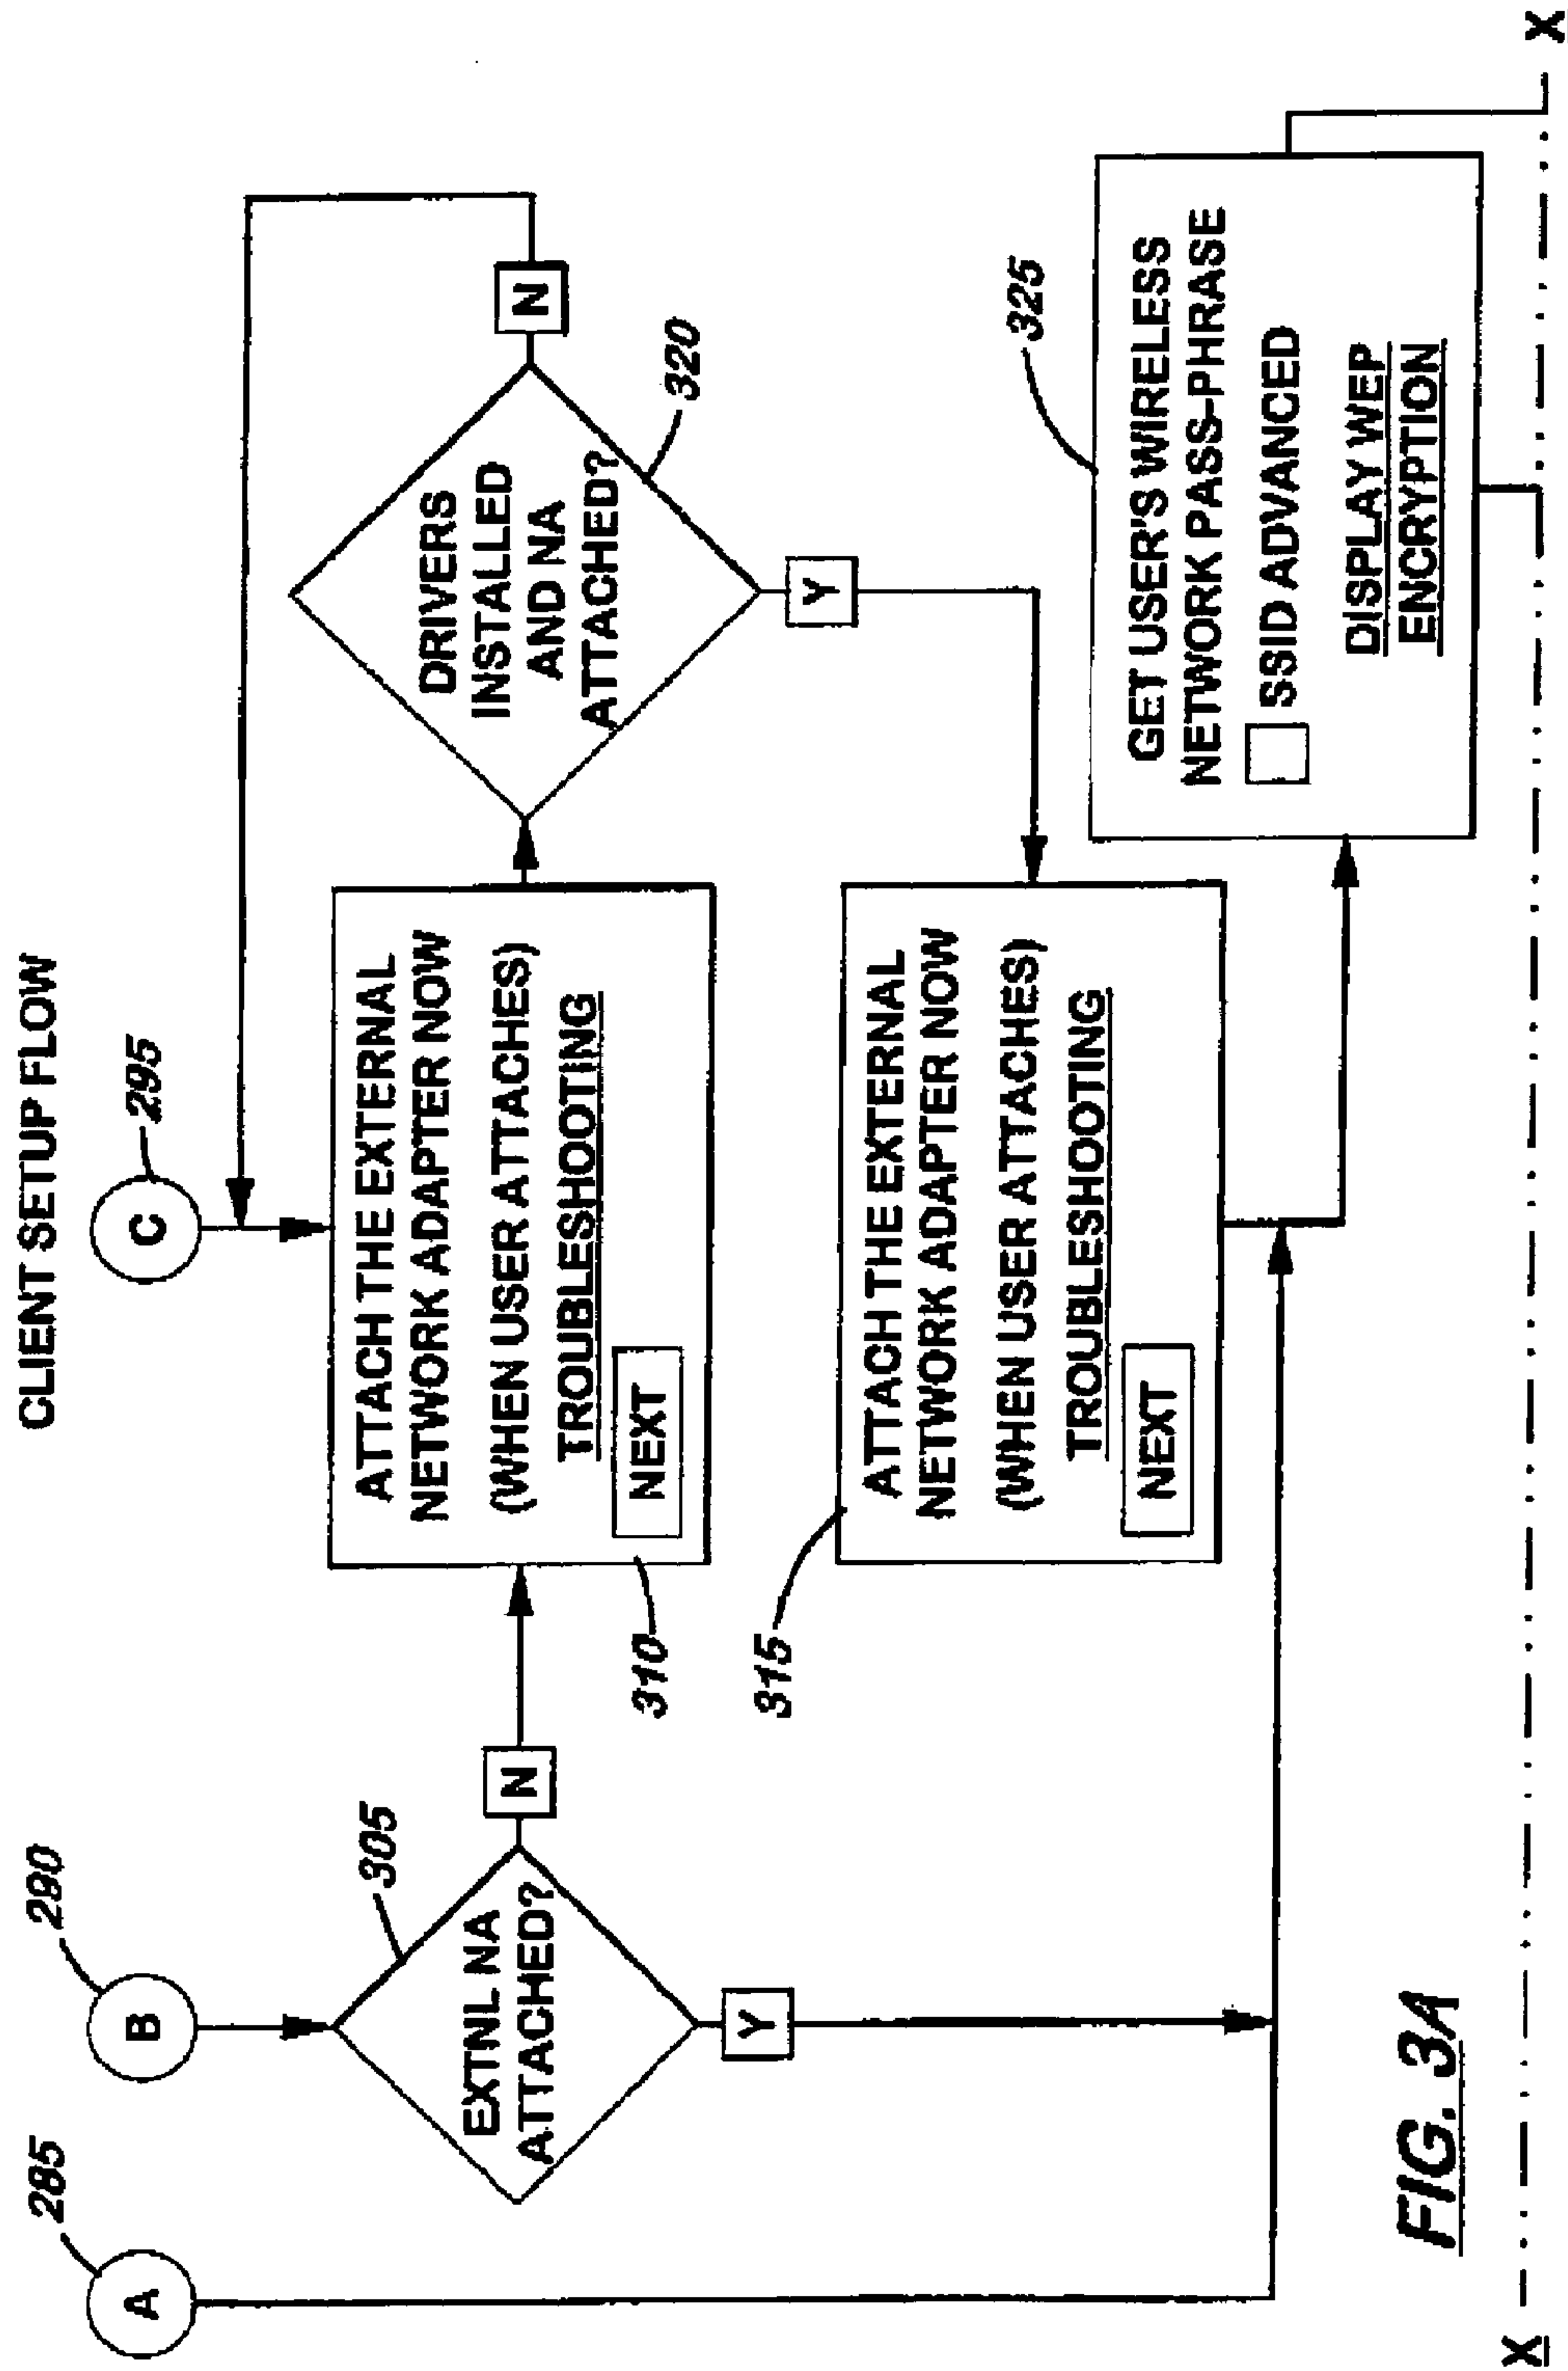 CLIENT SETUP FLOW
285
A
290
B
295
C
305
EXTNL NA
ATTACHED?
N
Y
ATTACH THE EXTERNAL
NETWORK ADAPTER NOW
(WHEN USER ATTACHES)
TROUBLESHOOTING
NEXT
310
DRIVERS
INSTALLED
AND NA
ATTACHED?
N
320
Y
315
ATTACH THE EXTERNAL
NETWORK ADAPTER NOW
(WHEN USER ATTACHES)
TROUBLESHOOTING
NEXT
325
GET USER'S WIRELESS
NETWORK PASS-PHRASE
SSID ADVANCED
DISPLAY WEP
ENCRYPTION
FIG. 3A
X
X